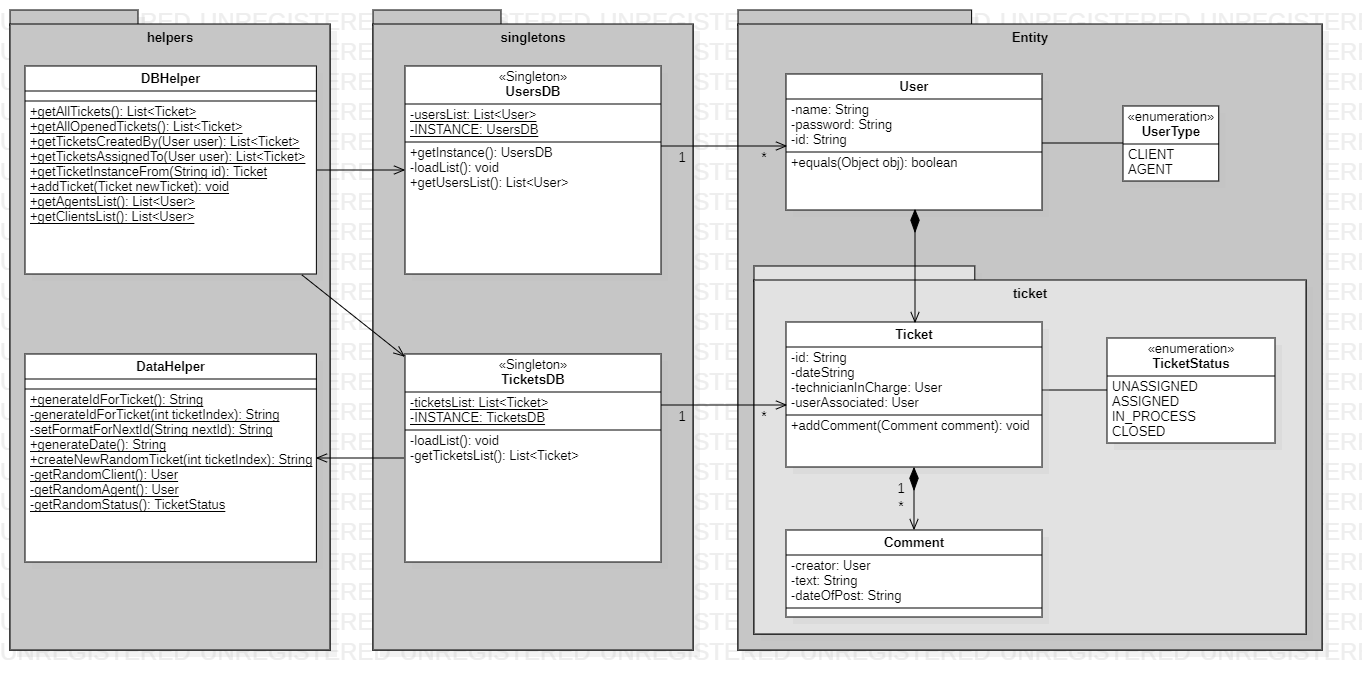 helpers
DBHelper
+getAllTickets(): List<Ticket>
+getAllOpenedTickets(): List<Ticket>
+getTicketsCreatedBy(User user): List<Ticket>
+getTicketsAssignedTo(User user): List<Ticket>
+getTicketInstanceFrom(String id): Ticket
+addTicket(Ticket newTicket): void
+getAgentsList(): List<User>
+getClientsList(): List<User>
DataHelper
+generateIdForTicket(): String
-generateIdForTicket(int ticketIndex): String
-setFormatForNextId(String nextId): String
+generateDate(): String
+createNewRandomTicket(int ticketIndex): String
-getRandomClient(): User
-getRandomAgent(): User
-getRandomStatus(): TicketStatus
singletons
«Singleton»
UsersDB
-usersList: List<User>
-INSTANCE: UsersDB
+getInstance(): UsersDB
-loadList(): void
+getUsersList(): List<User>
1
*
«Singleton»
TicketsDB
-ticketsList: List<Ticket>
-INSTANCE: TicketsDB
-loadList(): void
-getTicketsList(): List<Ticket>
1
*
Entity
User
-name: String
-password: String
-id: String
+equals(Object obj): boolean
«enumeration»
UserType
CLIENT
AGENT
ticket
Ticket
-id: String
-dateString
-technicianInCharge: User
-userAssociated: User
+addComment(Comment comment): void
«enumeration»
TicketStatus
UNASSIGNED
ASSIGNED
IN_PROCESS
CLOSED
1
*
Comment
-creator: User
-text: String
-dateOfPost: String
UNREGISTERED UNREGISTERED UNREGISTERED UNREGISTERED UNREGISTERED UNREGISTERED